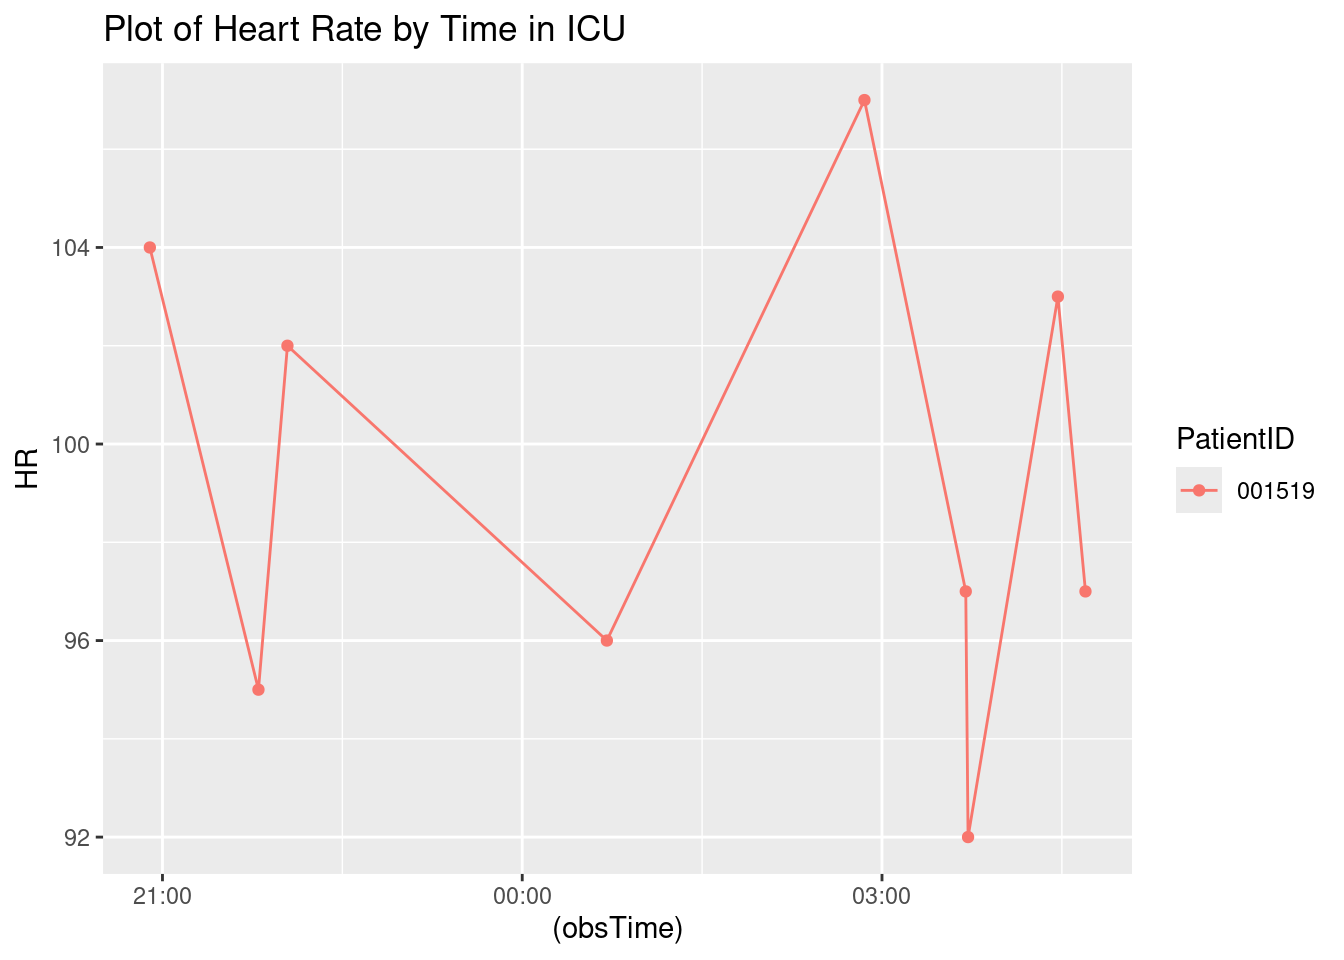 Plot of Heart Rate by Time in ICU
104
100
96
92
HR
21:00
00:00
03:00
(obsTime)
PatientID
001519